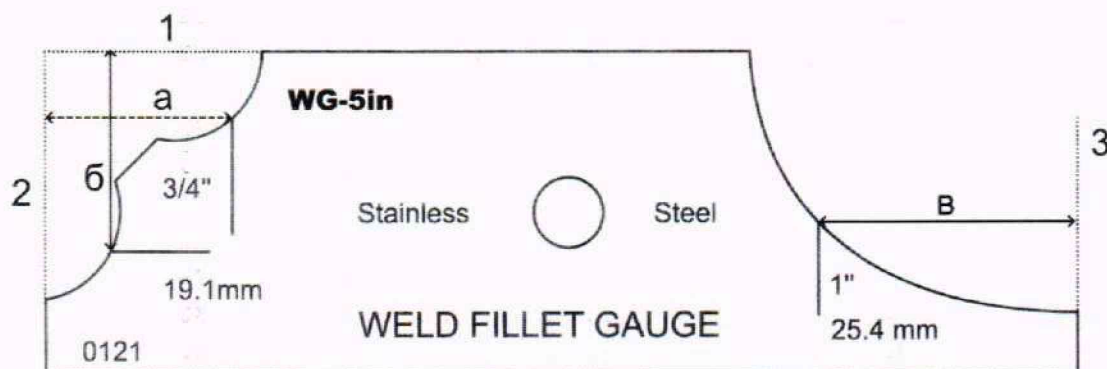 1
а
WG-5in
3
2
б
3/4"
Stainless
Steel
В
19.1mm
1"
25.4 mm
WELD FILLET GAUGE
0121